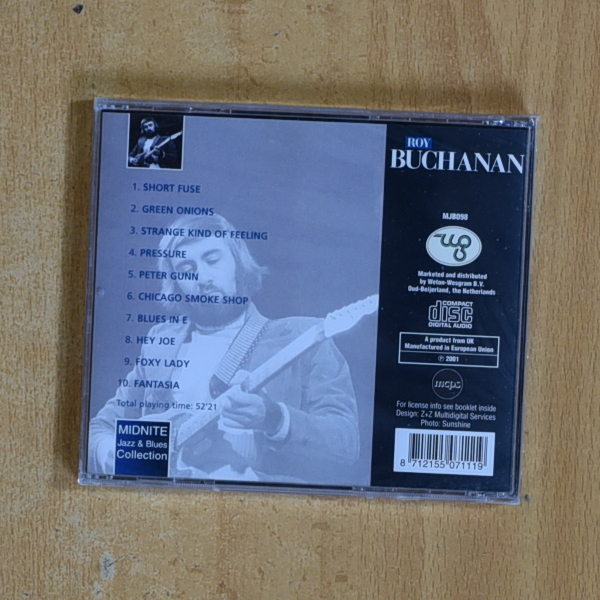 1. SHORT FUSE
2. GREEN ONIONS
3. STRANGE KIND OF FEELING
4. PRESSURE
5. PETER GUNN
6. CHICAGO SMOKE SHOP
7. BLUES IN E
8. HEY JOE
9. FOXY LADY
10. FANTASIA
Total playing time: 52'21
MIDNITE
Jazz & Blues
Collection
ROY
BUCHANAN
MJB098
wg
Marketed and distributed
by Weton-Wesgram B.V.
Oud-Beijerland, the Netherlands
COMPACT
disc
DIGITAL AUDIO
A product from UK
Manufactured in European Union
℗ 2001
mcps
For license info see booklet inside
Design: Z+Z Multidigital Services
Photo: Sunshine
8 712155 071119